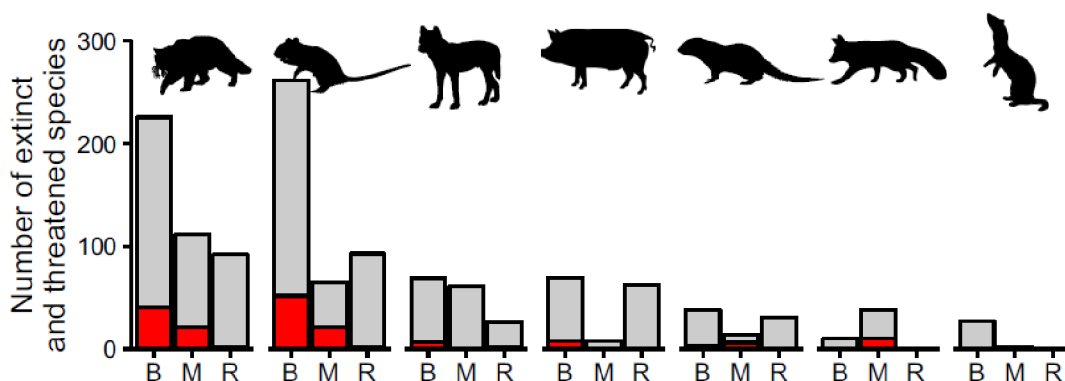 Number of extinct
and threatened species
300
200
100
0
B M R B M R B M R B M R B M R B M R B M R